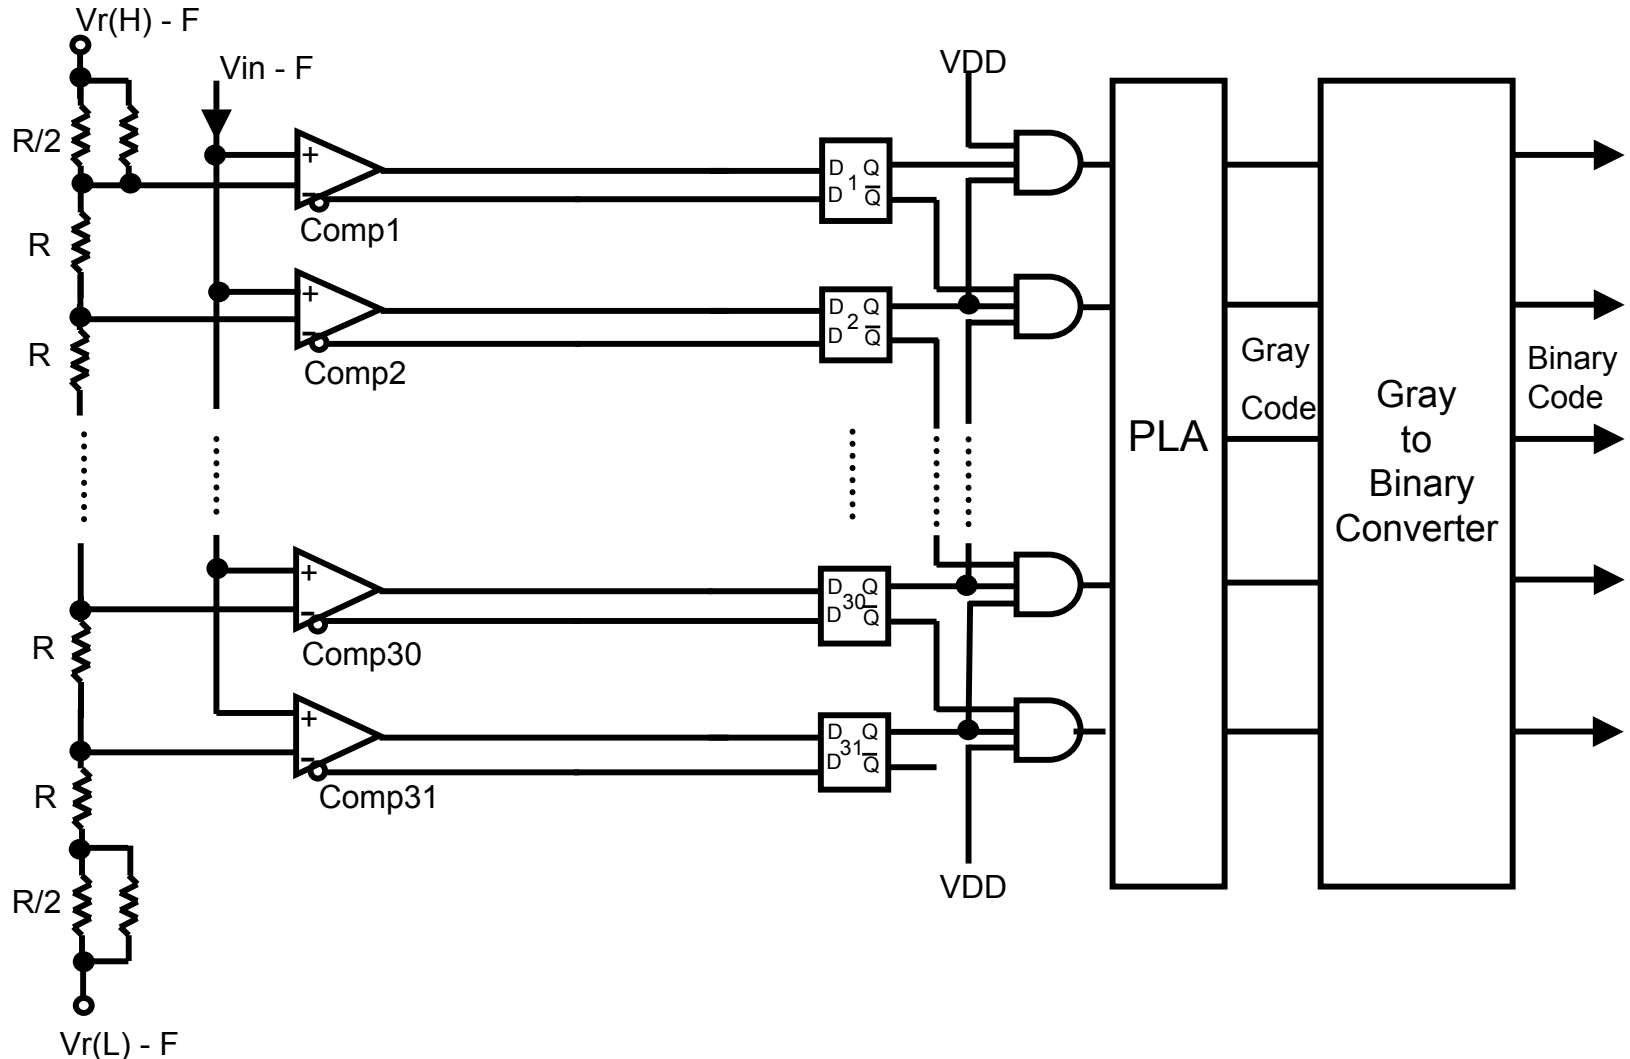 Vr(H) - F
Vin - F
VDD
R/2
+
-
Comp1
D 1 Q
D Q̅
R
+
-
Comp2
D 2 Q
D Q̅
R
Gray
Code
Binary
Code
PLA
Gray
to
Binary
Converter
+
-
Comp30
D 30 Q
D Q̅
R
+
-
Comp31
D 31 Q
D Q̅
R
VDD
R/2
Vr(L) - F